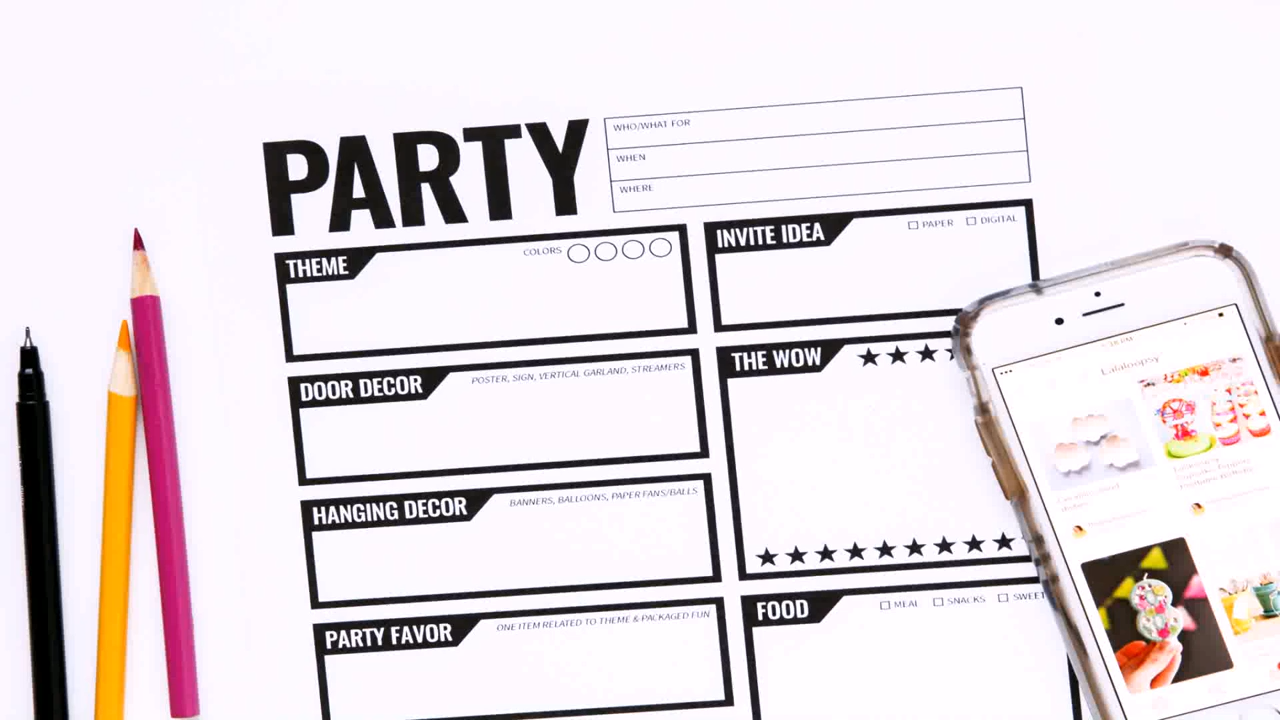 PARTY
WHO/WHAT FOR
WHEN
WHERE
THEME
COLORS
INVITE IDEA
PAPER
DIGITAL
DOOR DECOR
POSTER, SIGN, VERTICAL GARLAND, STREAMERS
THE WOW
HANGING DECOR
BANNERS, BALLOONS, PAPER FANS/BALLS
PARTY FAVOR
ONE ITEM RELATED TO THEME & PACKAGED FUN
FOOD
MEAL
SNACKS
SWEET
Lalaloopsy